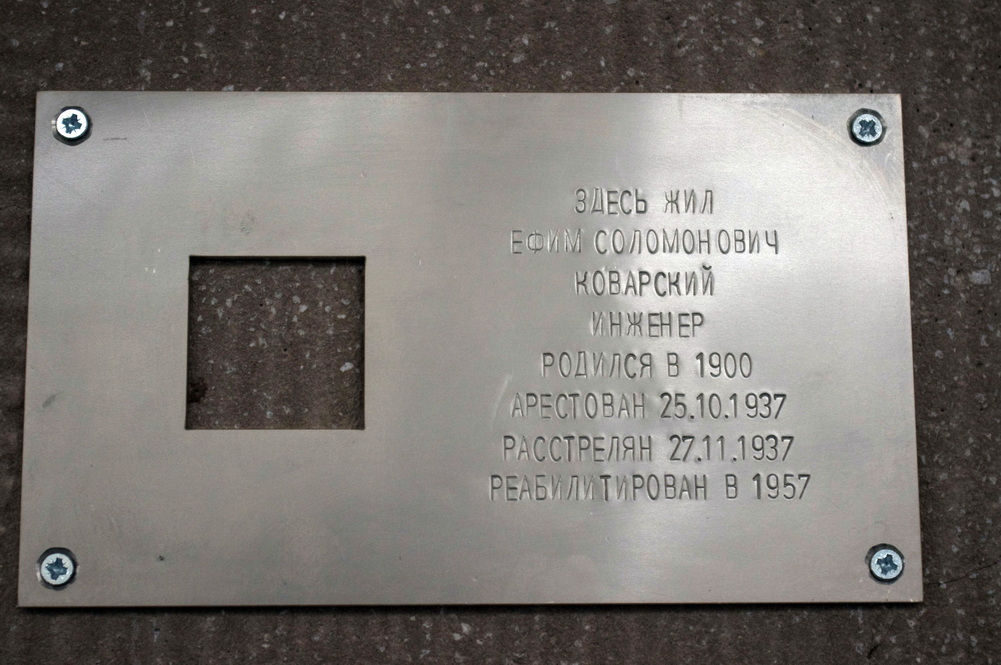 ЗДЕСЬ ЖИЛ
ЕФИМ СОЛОМОНОВИЧ
КОВАРСКИЙ
ИНЖЕНЕР
РОДИЛСЯ В 1900
АРЕСТОВАН 25.10.1937
РАССТРЕЛЯН 27.11.1937
РЕАБИЛИТИРОВАН В 1957